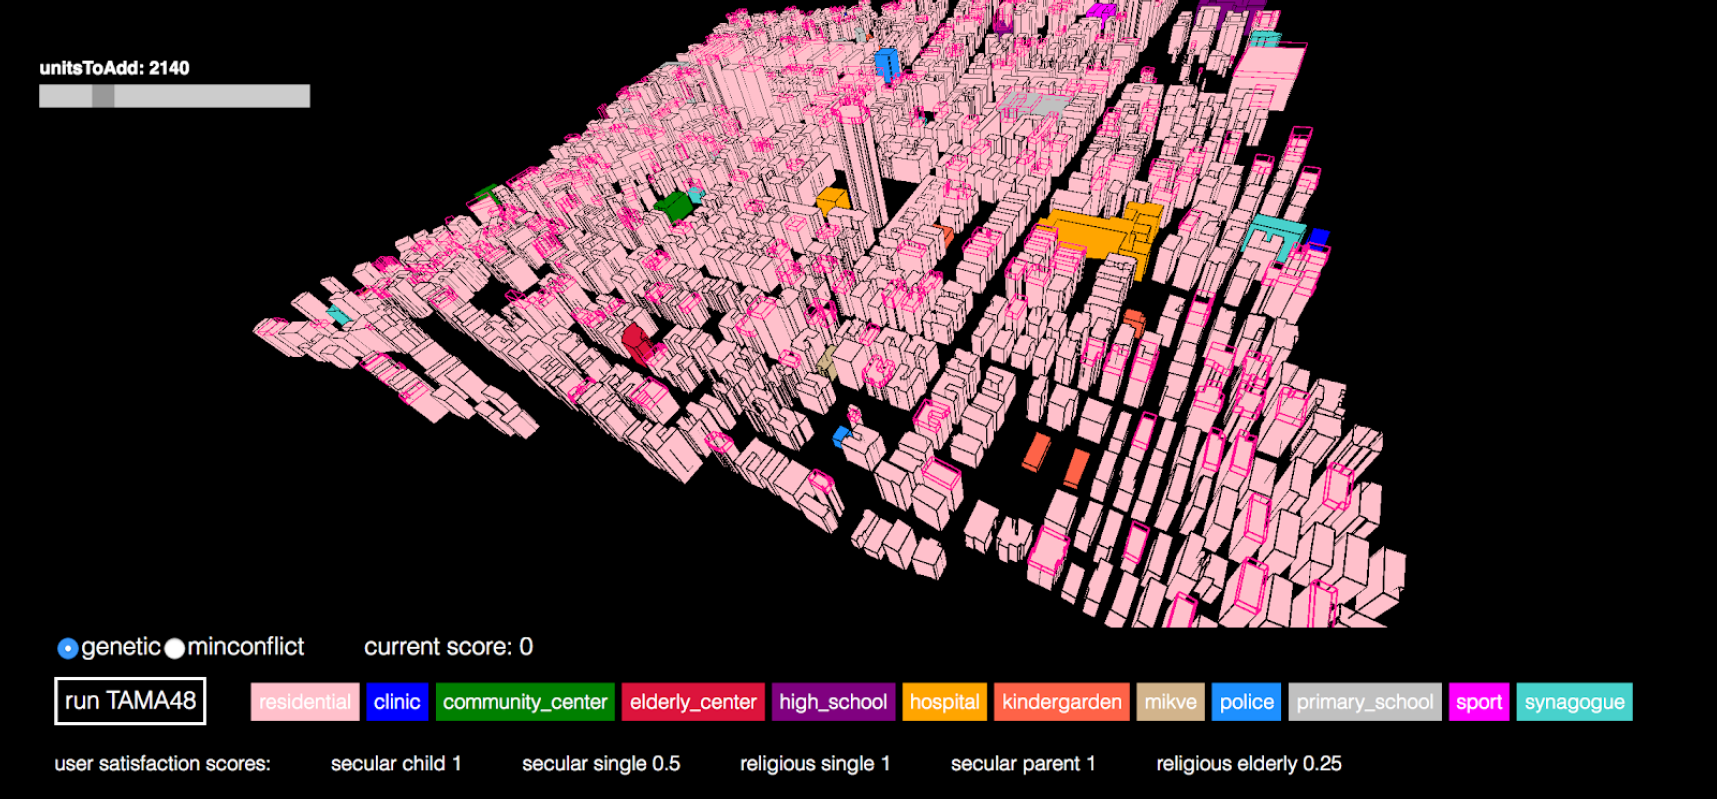 unitsToAdd: 2140
genetic minconflict current score: 0
run TAMA48 residential clinic community_center elderly_center high_school hospital kindergarden mikve police primary_school sport synagogue
user satisfaction scores: secular child 1 secular single 0.5 religious single 1 secular parent 1 religious elderly 0.25